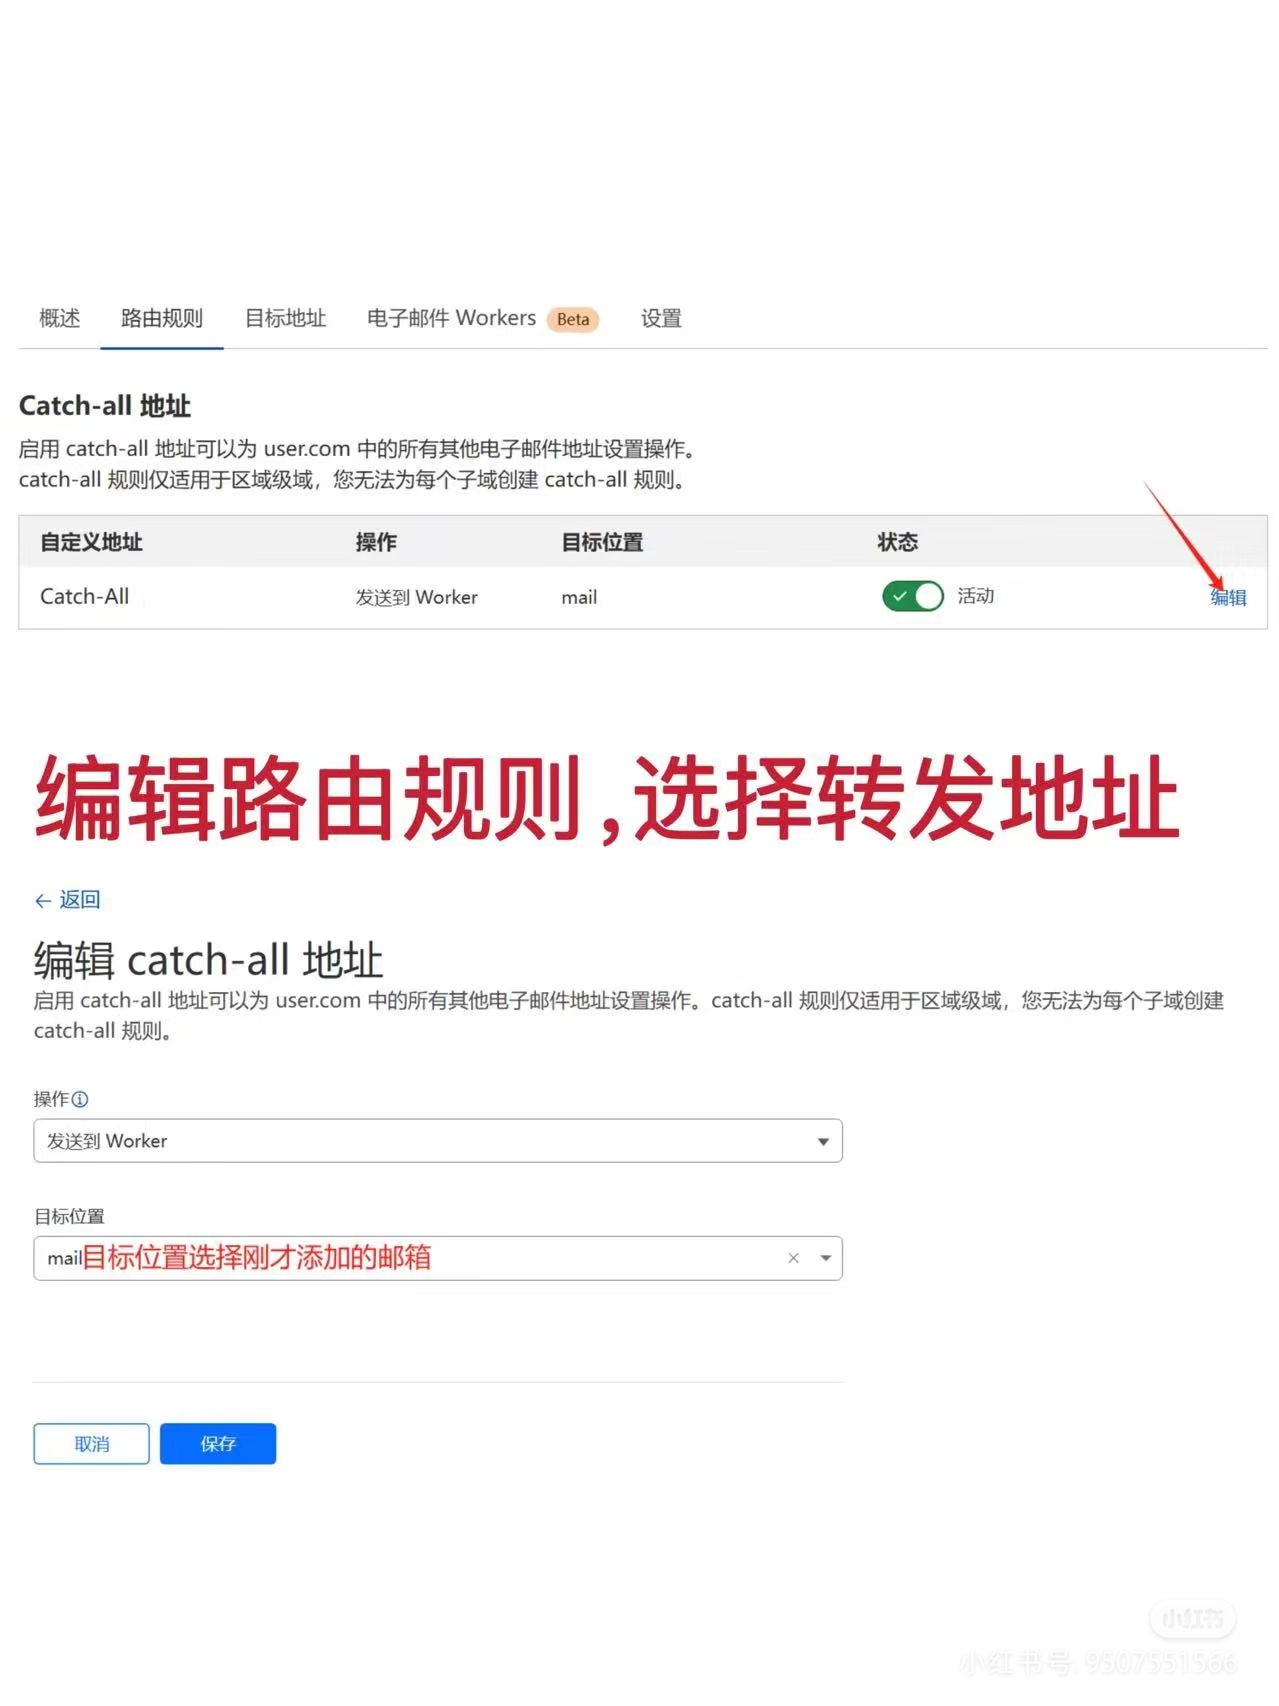 概述 路由规则 目标地址 电子邮件 Workers Beta 设置
Catch-all 地址
启用 catch-all 地址可以为 user.com 中的所有其他电子邮件地址设置操作。
catch-all 规则仅适用于区域级域，您无法为每个子域创建 catch-all 规则。
自定义地址 操作 目标位置 状态
Catch-All 发送到 Worker mail 活动 编辑
编辑路由规则,选择转发地址
← 返回
编辑 catch-all 地址
启用 catch-all 地址可以为 user.com 中的所有其他电子邮件地址设置操作。catch-all 规则仅适用于区域级域，您无法为每个子域创建
catch-all 规则。
操作
发送到 Worker
目标位置
mail目标位置选择刚才添加的邮箱
取消 保存
小红书
小红书号: 9507551566